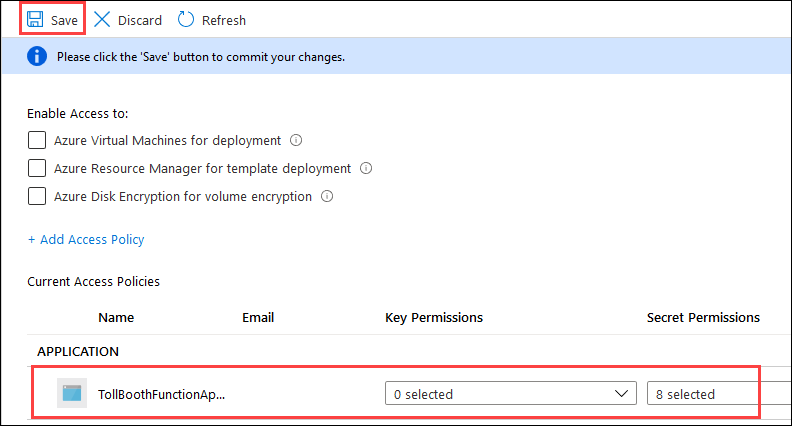 Save Discard Refresh
Please click the 'Save' button to commit your changes.
Enable Access to:
Azure Virtual Machines for deployment
Azure Resource Manager for template deployment
Azure Disk Encryption for volume encryption
+ Add Access Policy
Current Access Policies
Name Email Key Permissions Secret Permissions
APPLICATION
TollBoothFunctionAp... 0 selected 8 selected